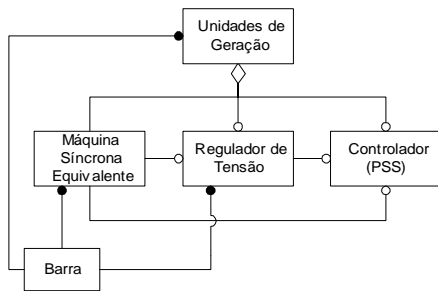 Unidades de
Geração
Máquina
Síncrona
Equivalente
Regulador de
Tensão
Controlador
(PSS)
Barra